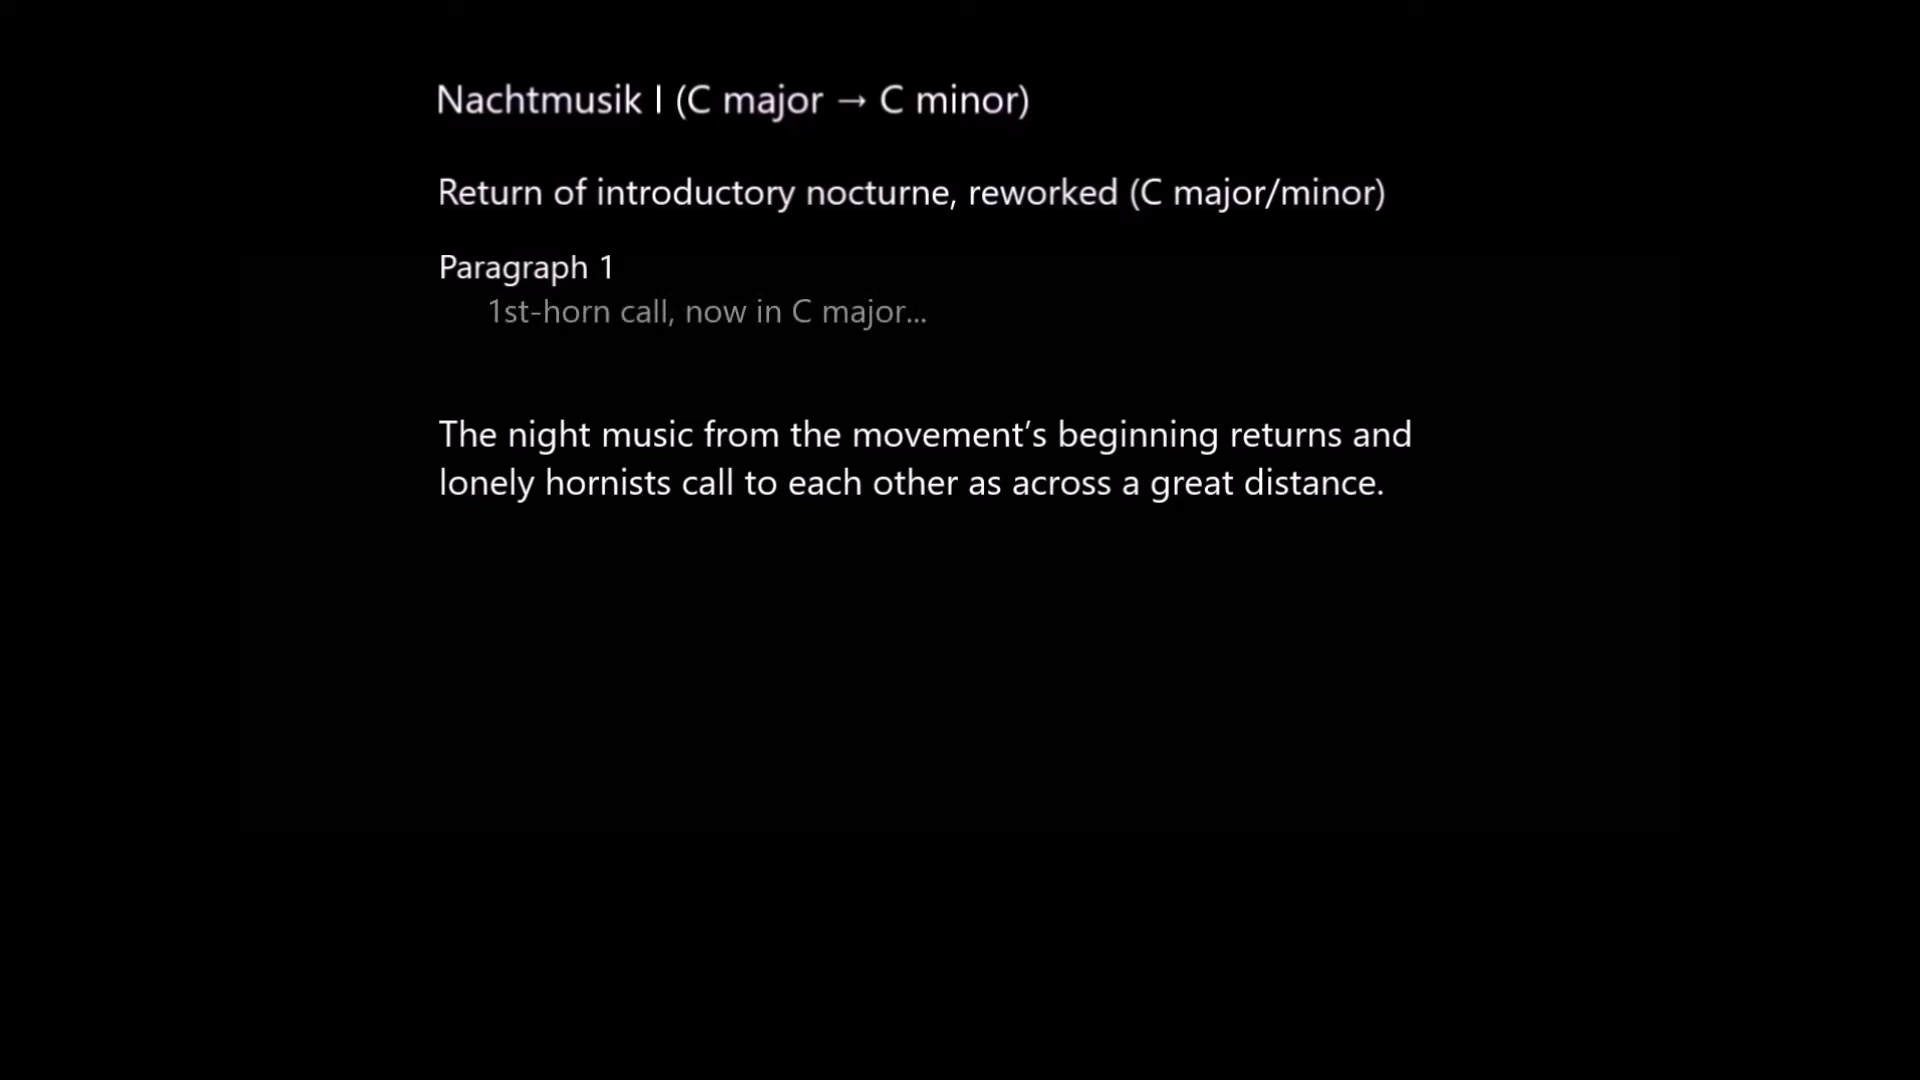 Nachtmusik I (C major → C minor)
Return of introductory nocturne, reworked (C major/minor)
Paragraph 1
1st-horn call, now in C major...
The night music from the movement’s beginning returns and
lonely hornists call to each other as across a great distance.